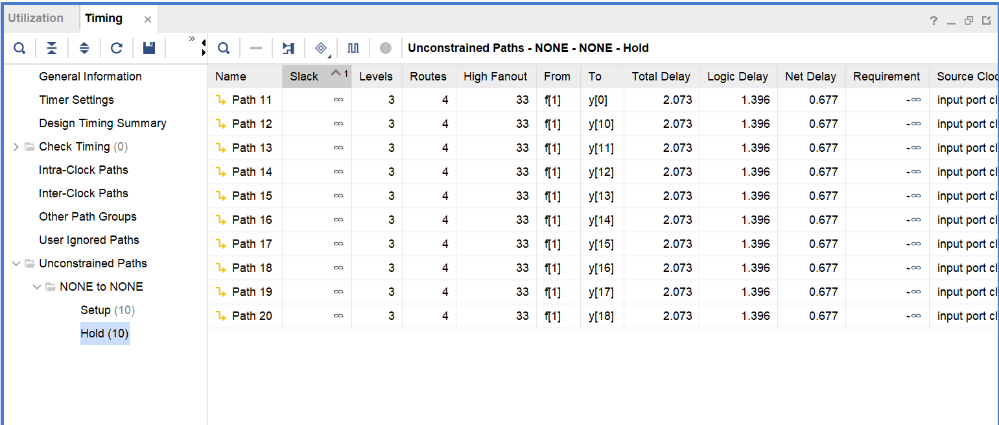 Utilization Timing × ?
» Unconstrained Paths - NONE - NONE - Hold
General Information
Timer Settings
Design Timing Summary
Check Timing (0)
Intra-Clock Paths
Inter-Clock Paths
Other Path Groups
User Ignored Paths
Unconstrained Paths
NONE to NONE
Setup (10)
Hold (10)
Name Slack 1 Levels Routes High Fanout From To Total Delay Logic Delay Net Delay Requirement Source Cloc
Path 11 ∞ 3 4 33 f[1] y[0] 2.073 1.396 0.677 -∞ input port cl
Path 12 ∞ 3 4 33 f[1] y[10] 2.073 1.396 0.677 -∞ input port cl
Path 13 ∞ 3 4 33 f[1] y[11] 2.073 1.396 0.677 -∞ input port cl
Path 14 ∞ 3 4 33 f[1] y[12] 2.073 1.396 0.677 -∞ input port cl
Path 15 ∞ 3 4 33 f[1] y[13] 2.073 1.396 0.677 -∞ input port cl
Path 16 ∞ 3 4 33 f[1] y[14] 2.073 1.396 0.677 -∞ input port cl
Path 17 ∞ 3 4 33 f[1] y[15] 2.073 1.396 0.677 -∞ input port cl
Path 18 ∞ 3 4 33 f[1] y[16] 2.073 1.396 0.677 -∞ input port cl
Path 19 ∞ 3 4 33 f[1] y[17] 2.073 1.396 0.677 -∞ input port cl
Path 20 ∞ 3 4 33 f[1] y[18] 2.073 1.396 0.677 -∞ input port cl